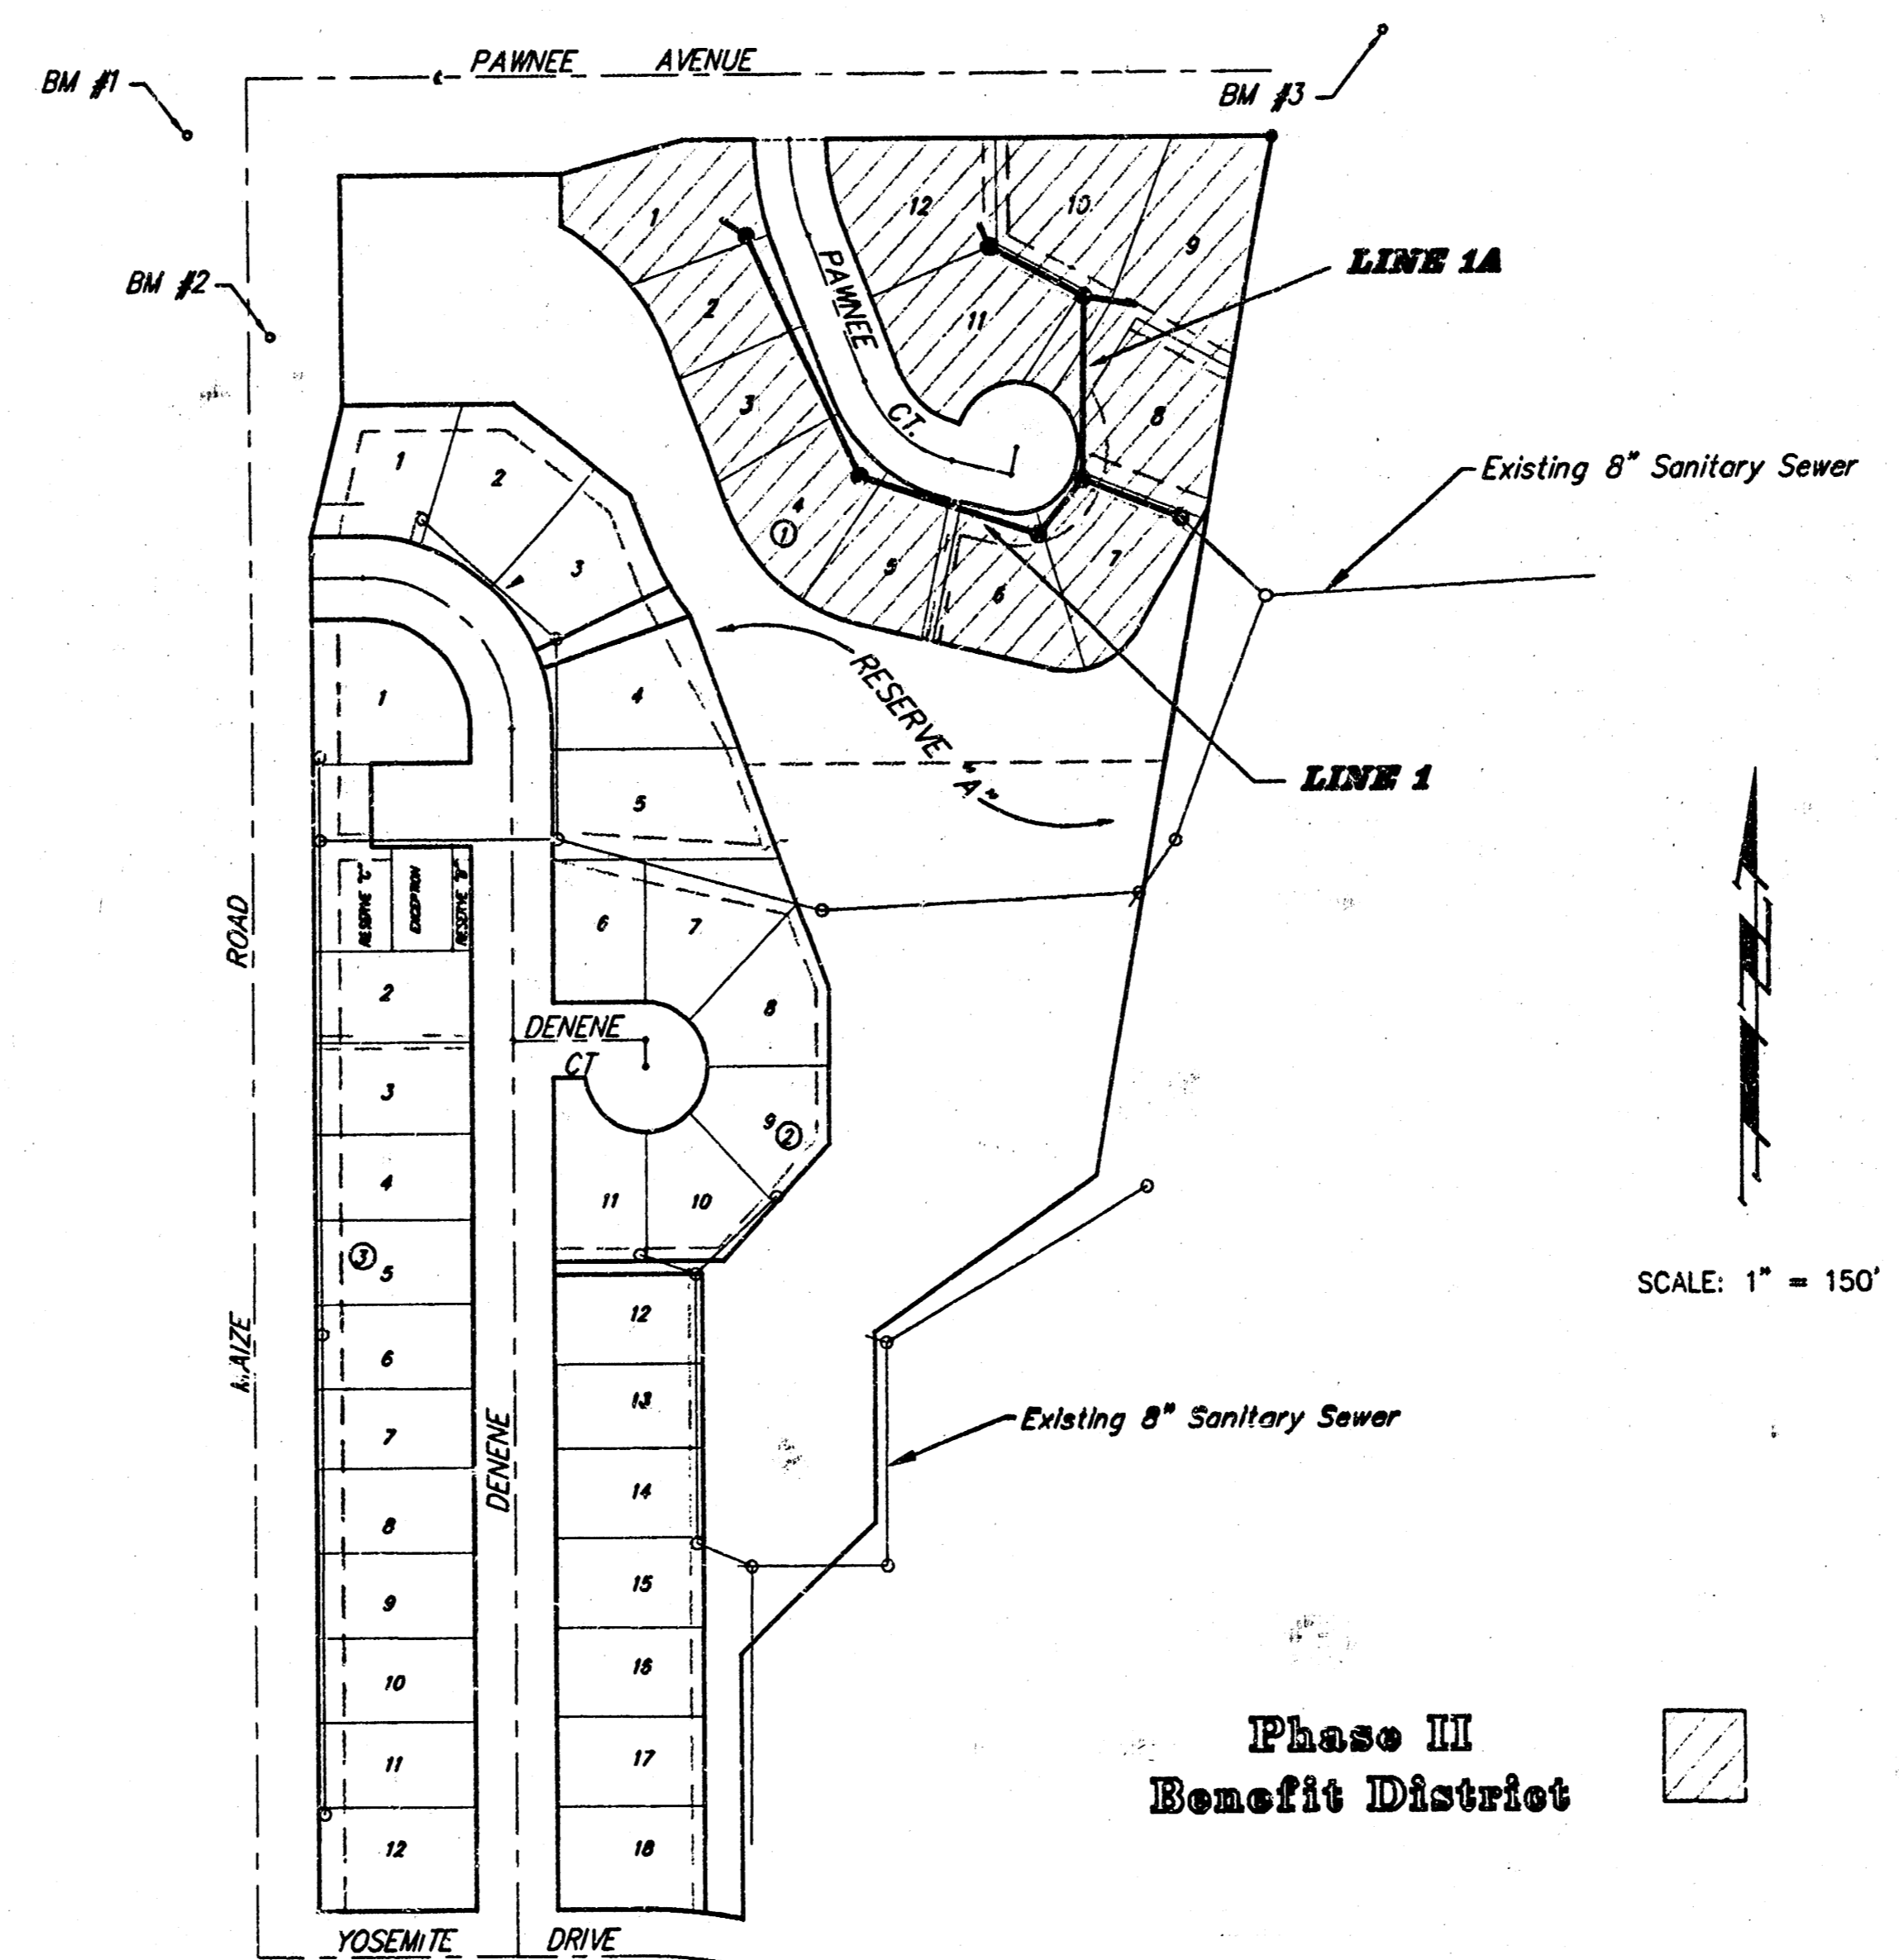 PAWNEE AVENUE
BM #1
BM #3
BM #2
1
12
10
9
LINE 1A
2
PAWNEE
11
3
CT.
8
1
2
Existing 8" Sanitary Sewer
4
1
3
5
6
7
RESERVE "A"
1
4
LINE 1
5
RESERVE "C"
EXCEPTION
6
7
ROAD
2
8
DENENE
CT
3
9
2
4
11
10
3
5
SCALE: 1" = 150'
12
6
MAIZE
13
7
DENENE
Existing 8" Sanitary Sewer
14
8
15
9
16
10
Phase II
Benefit District
17
11
18
12
YOSEMITE DRIVE